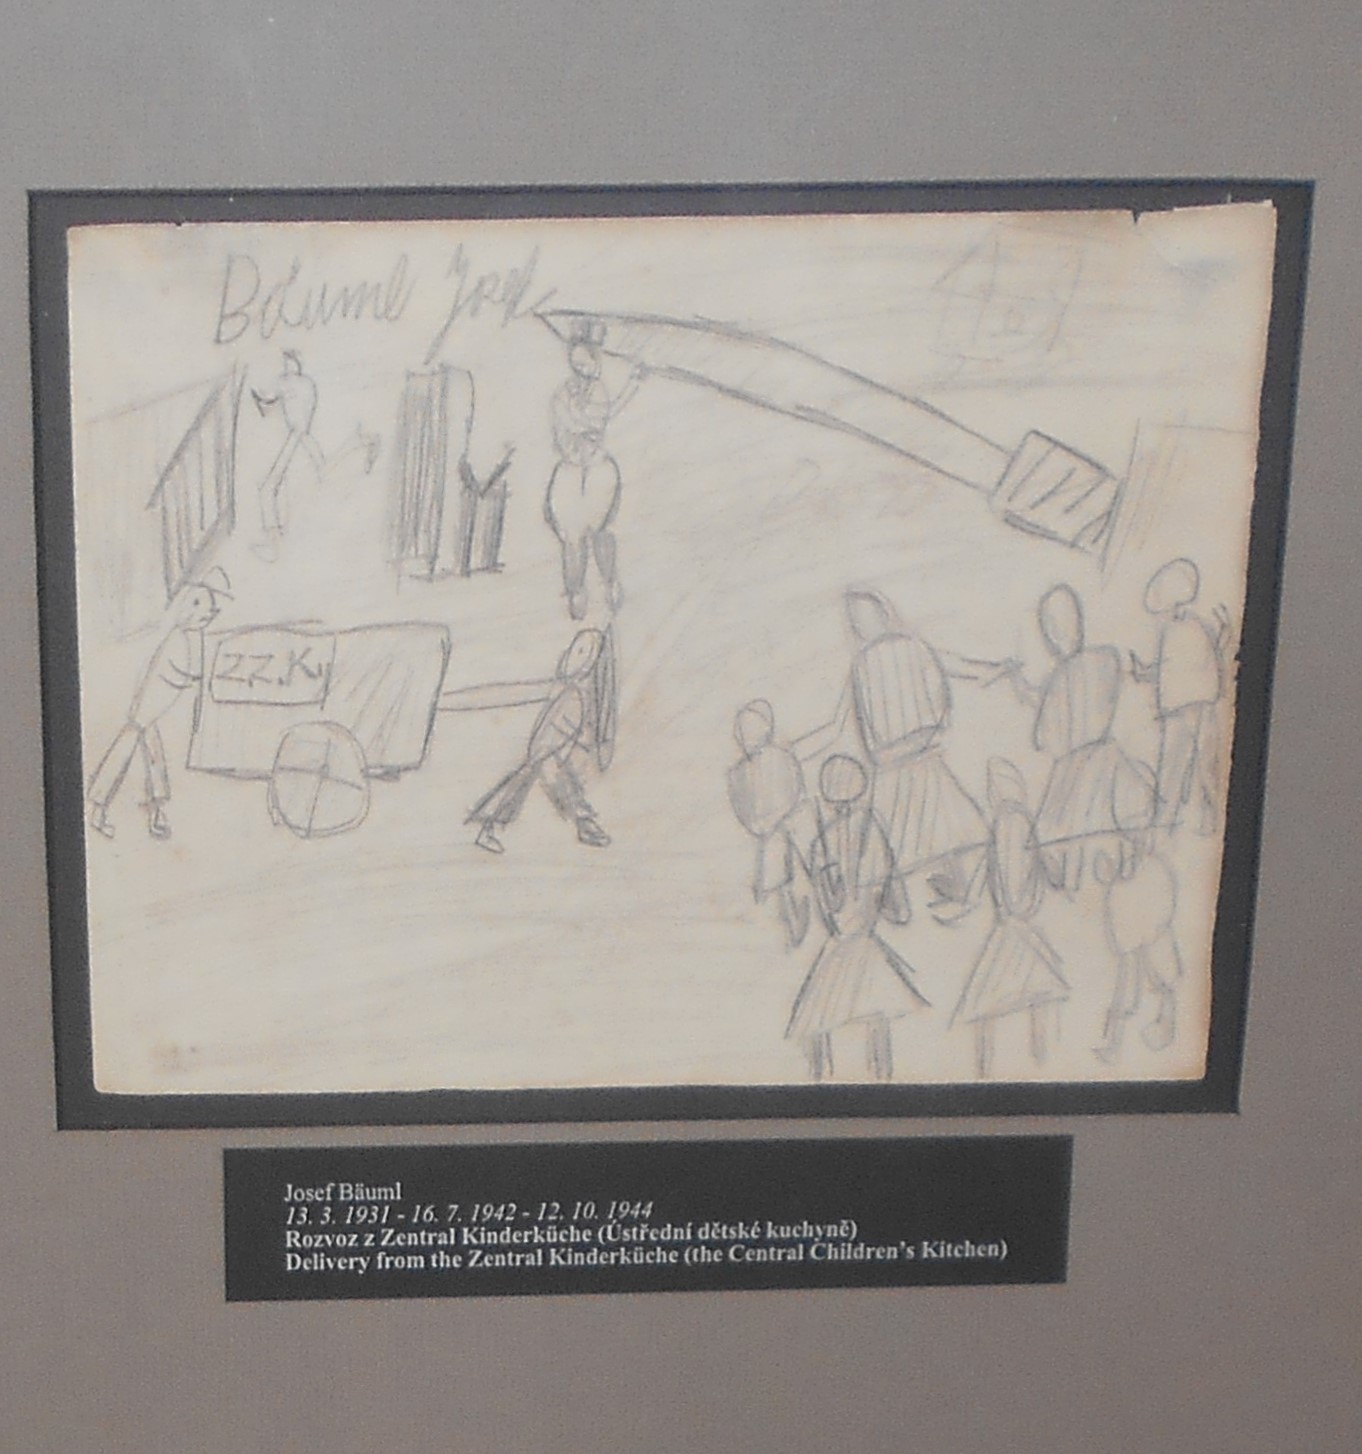 Bäuml Josef
ZZ.K.
Josef Bäuml
13. 3. 1931 - 16. 7. 1942 - 12. 10. 1944
Rozvoz z Zentral Kinderküche (Ústřední dětské kuchyně)
Delivery from the Zentral Kinderküche (the Central Children's Kitchen)